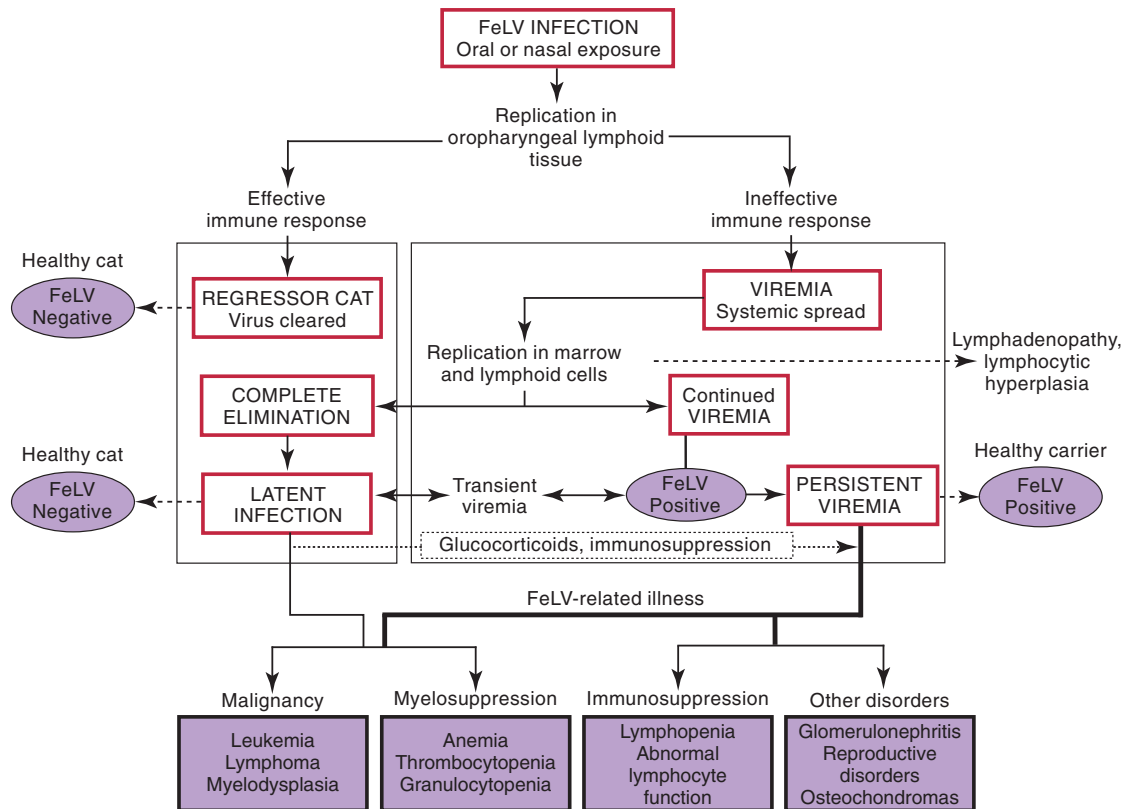 FeLV INFECTION
Oral or nasal exposure
Replication in
oropharyngeal lymphoid
tissue
Effective
immune response
Ineffective
immune response
Healthy cat
FeLV
Negative
REGRESSOR CAT
Virus cleared
VIREMIA
Systemic spread
Replication in marrow
and lymphoid cells
Lymphadenopathy,
lymphocytic
hyperplasia
COMPLETE
ELIMINATION
Continued
VIREMIA
Healthy cat
FeLV
Negative
LATENT
INFECTION
Transient
viremia
FeLV
Positive
PERSISTENT
VIREMIA
Healthy carrier
FeLV
Positive
Glucocorticoids, immunosuppression
FeLV-related illness
Malignancy
Leukemia
Lymphoma
Myelodysplasia
Myelosuppression
Anemia
Thrombocytopenia
Granulocytopenia
Immunosuppression
Lymphopenia
Abnormal
lymphocyte
function
Other disorders
Glomerulonephritis
Reproductive
disorders
Osteochondromas